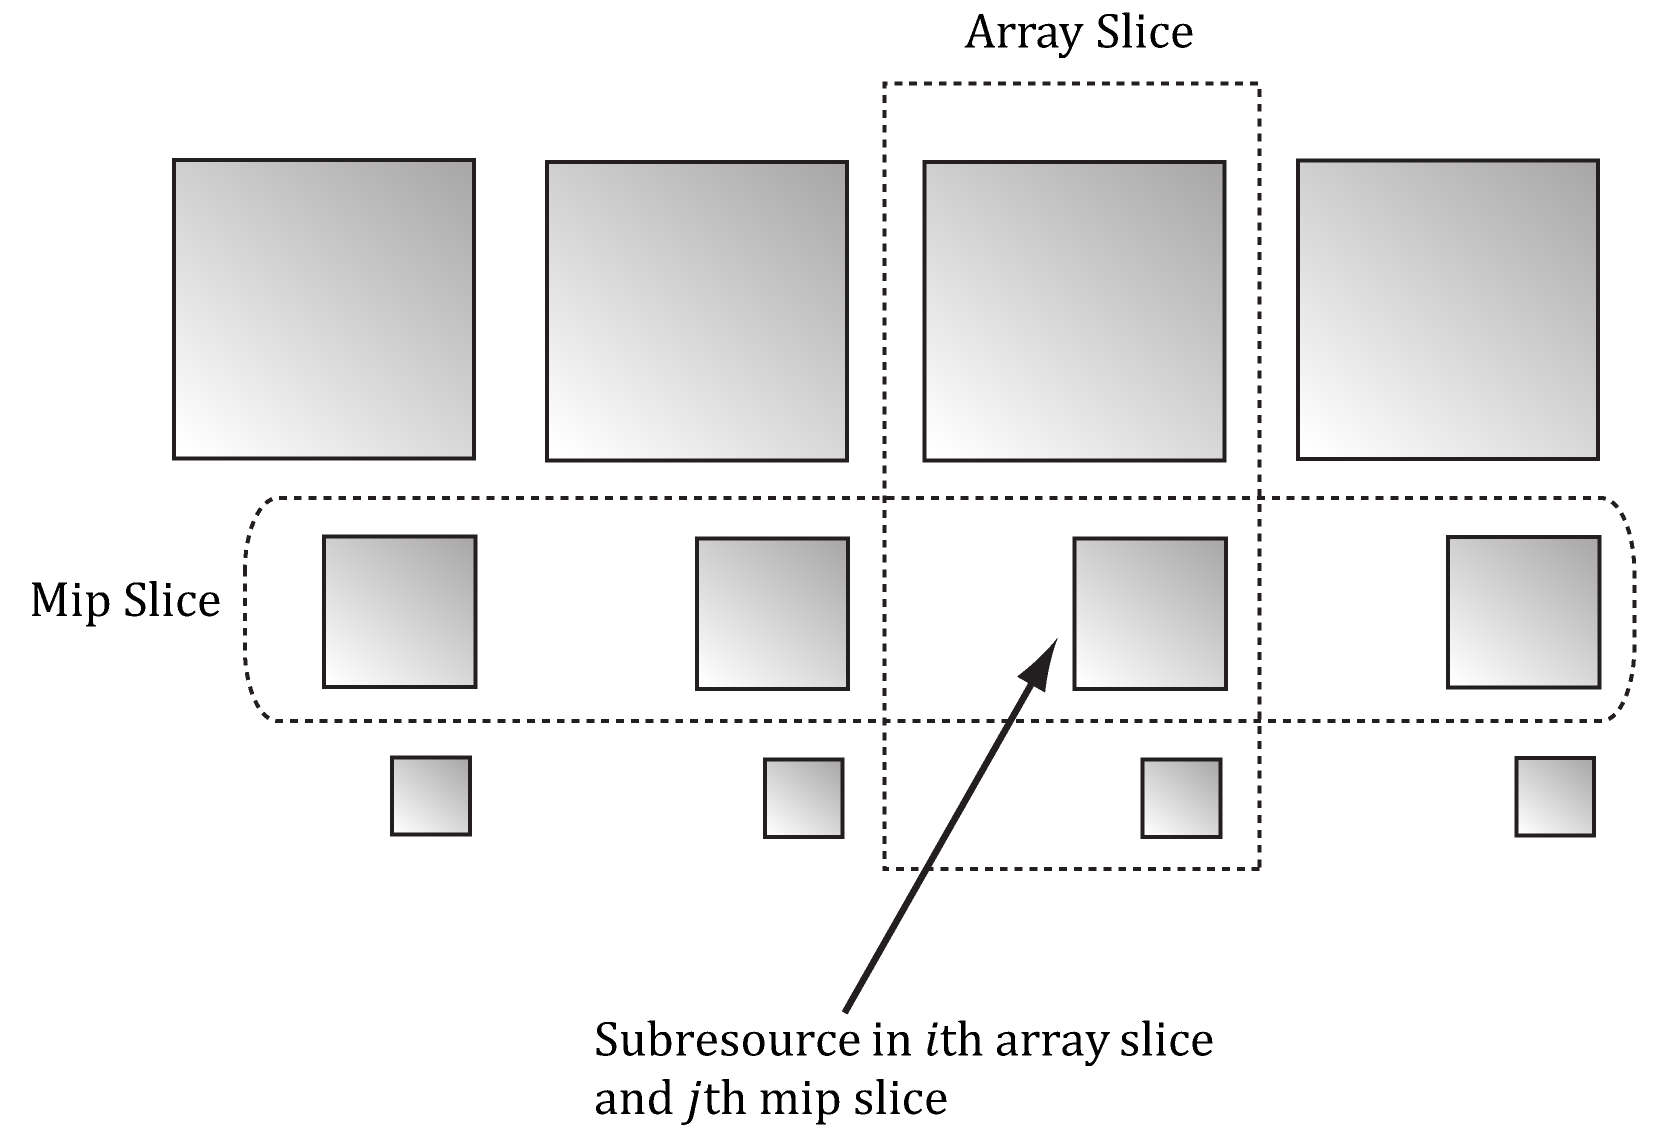 Array Slice
Mip Slice
Subresource in ith array slice
and jth mip slice